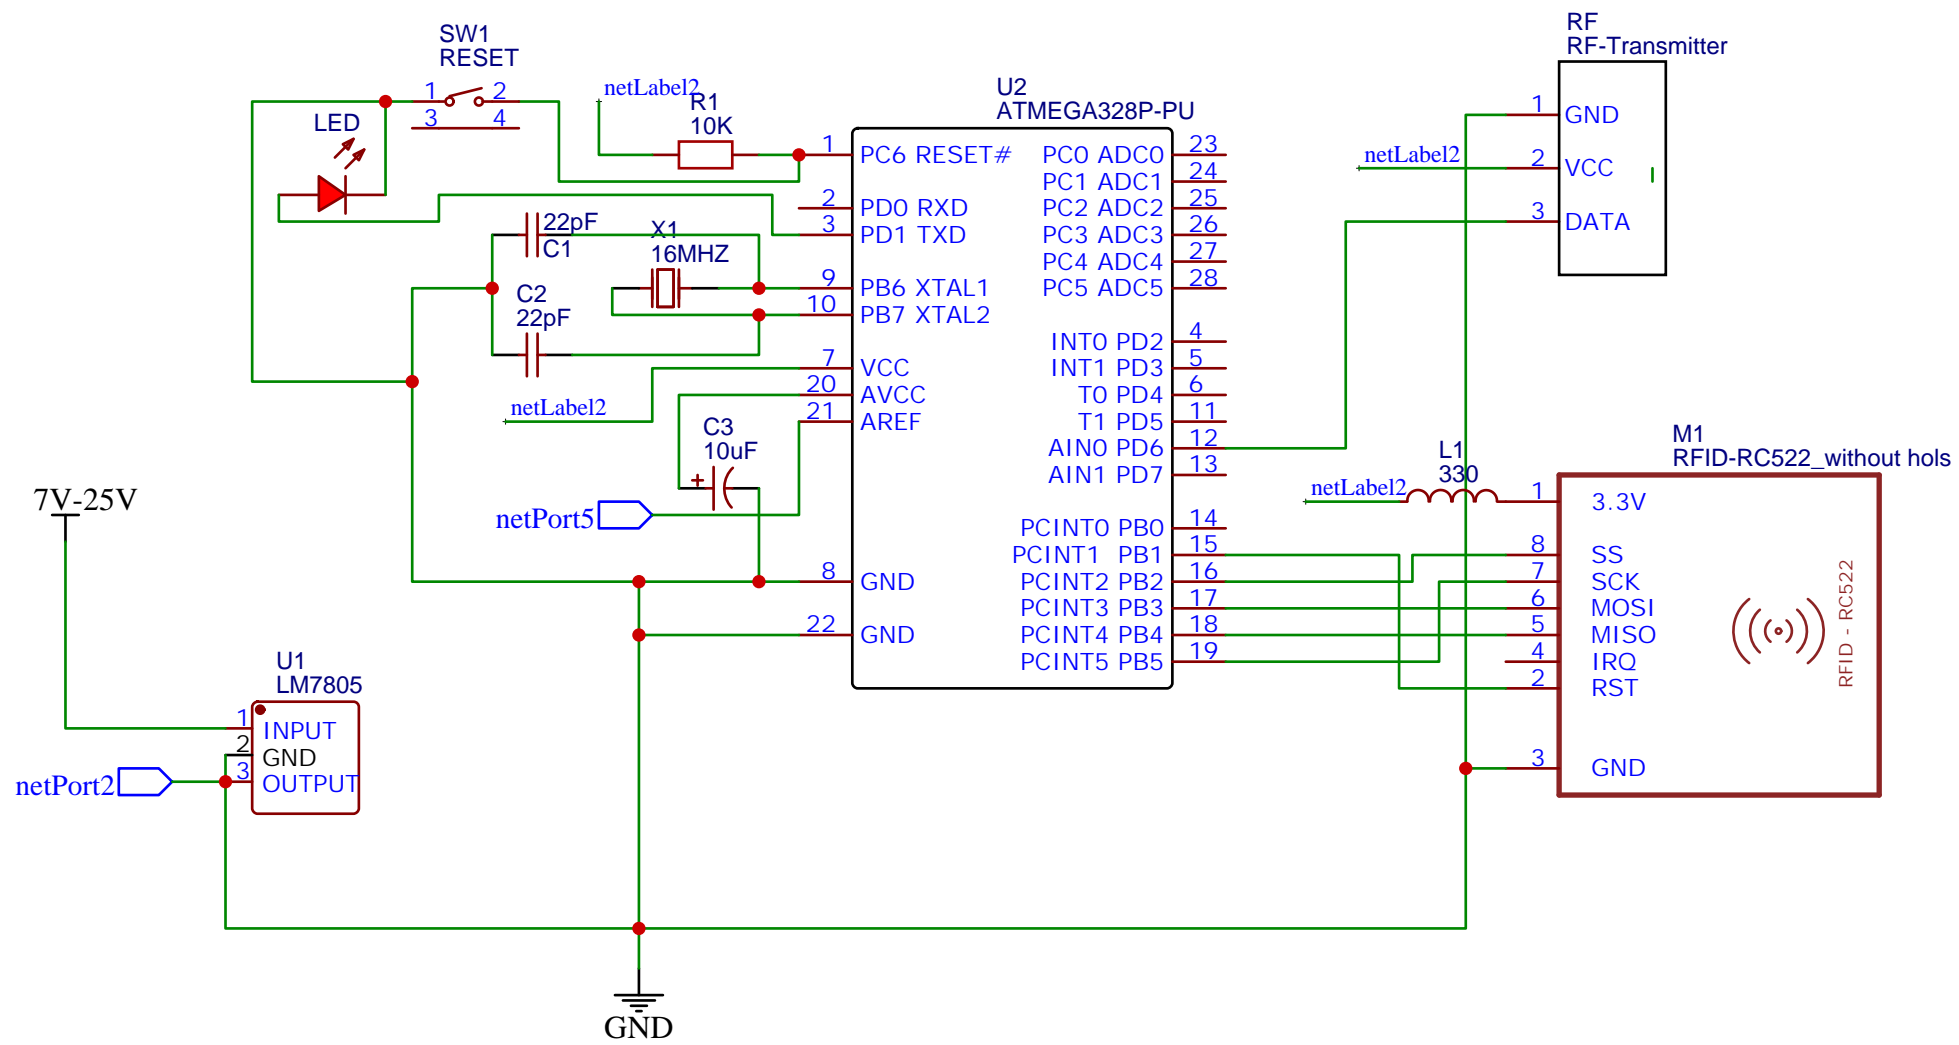 SW1
RESET
1 2
3 4
LED
netLabel2
R1
10K
22pF
C1
X1
16MHZ
C2
22pF
netLabel2
C3
10uF
netPort5
7V-25V
U1
LM7805
1 INPUT
2 GND
3 OUTPUT
netPort2
GND
U2
ATMEGA328P-PU
1 PC6 RESET#
2 PD0 RXD
3 PD1 TXD
9 PB6 XTAL1
10 PB7 XTAL2
7 VCC
20 AVCC
21 AREF
8 GND
22 GND
PC0 ADC0 23
PC1 ADC1 24
PC2 ADC2 25
PC3 ADC3 26
PC4 ADC4 27
PC5 ADC5 28
INT0 PD2 4
INT1 PD3 5
T0 PD4 6
T1 PD5 11
AIN0 PD6 12
AIN1 PD7 13
PCINT0 PB0 14
PCINT1 PB1 15
PCINT2 PB2 16
PCINT3 PB3 17
PCINT4 PB4 18
PCINT5 PB5 19
RF
RF-Transmitter
1 GND
netLabel2
2 VCC
3 DATA
L1
330
netLabel2
M1
RFID-RC522_without hols
1 3.3V
8 SS
7 SCK
6 MOSI
5 MISO
4 IRQ
2 RST
3 GND
RFID - RC522